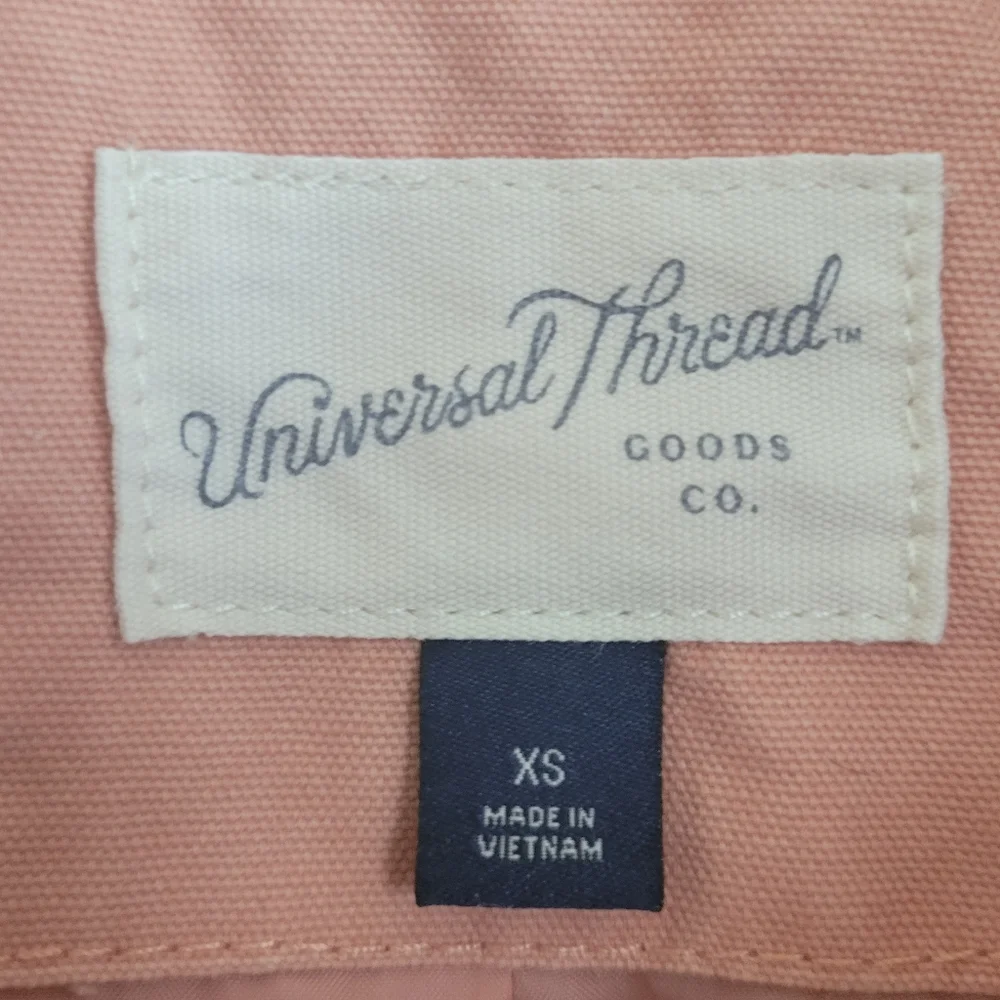 Universal Thread™
GOODS
CO.
XS
MADE IN
VIETNAM